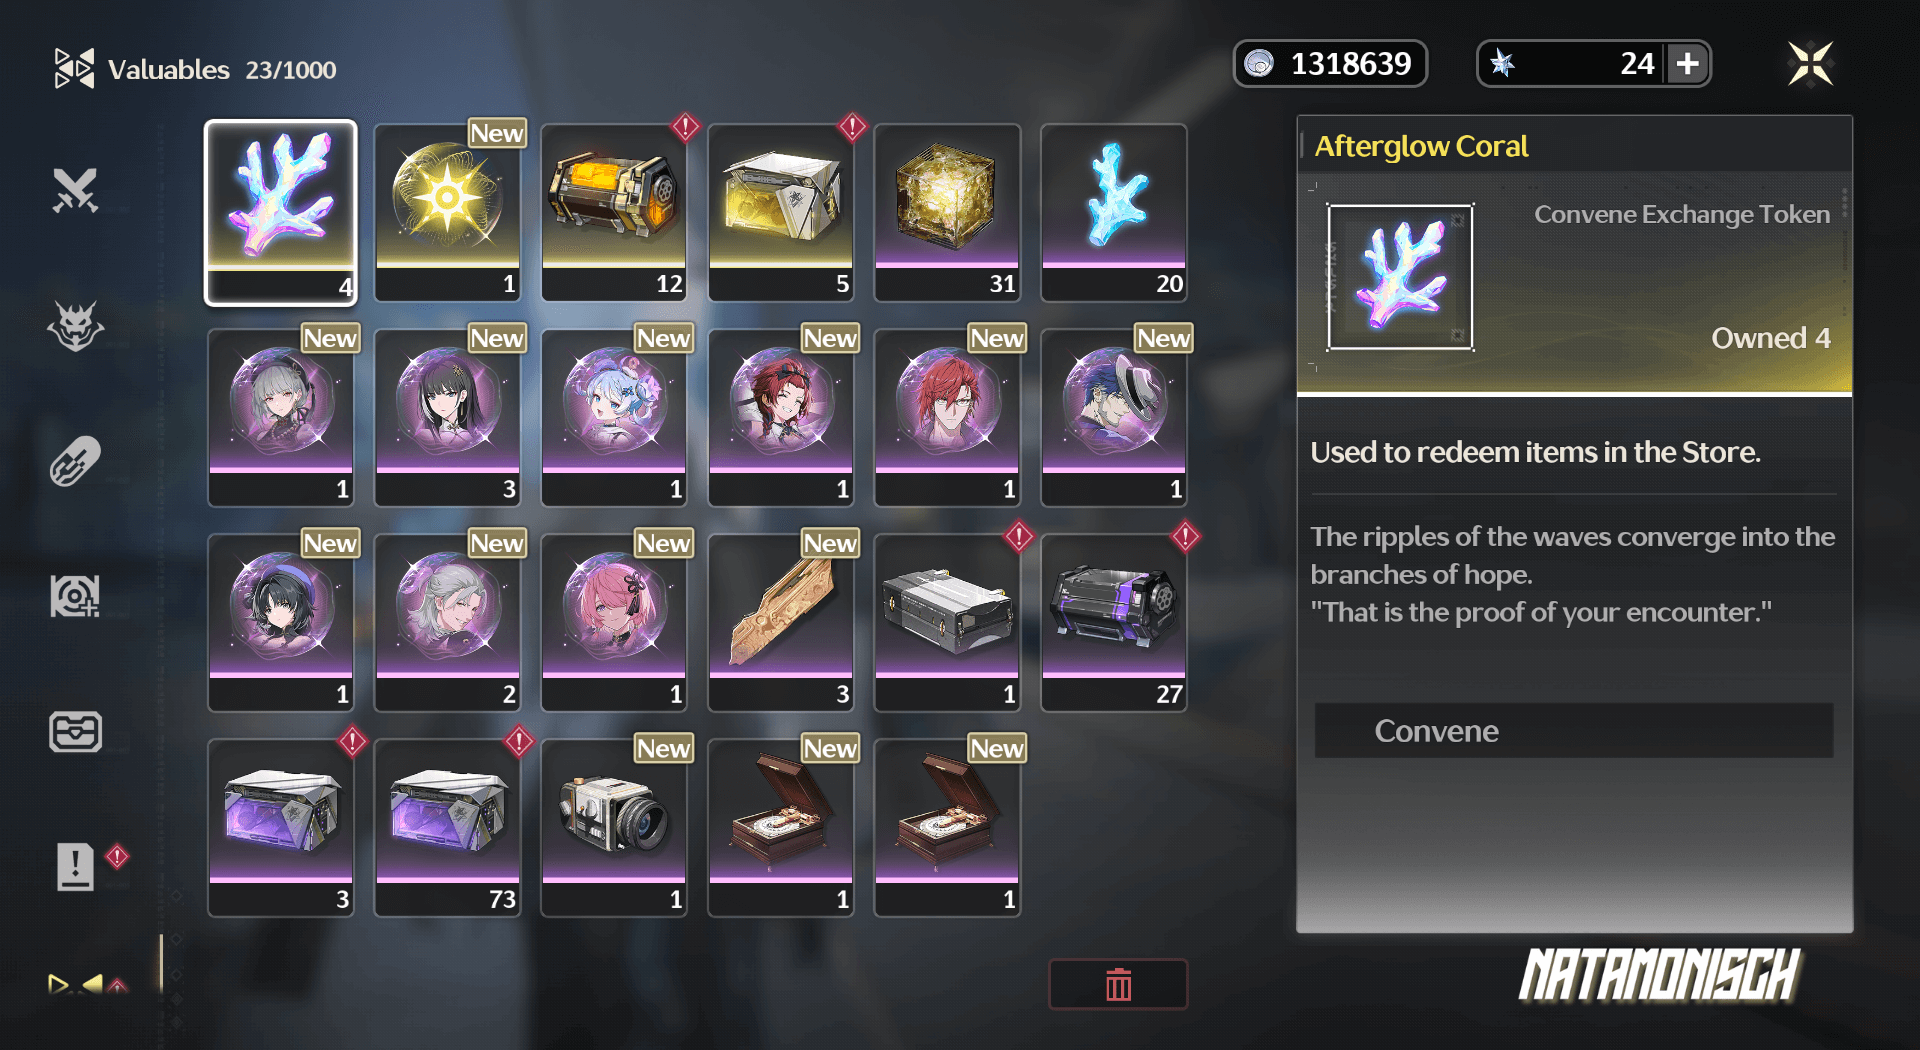 Valuables 23/1000
1318639
24
New
4
1
12
5
31
20
New
New
New
New
New
New
1
3
1
1
1
1
New
New
New
New
1
2
1
3
1
27
New
New
New
3
73
1
1
1
Afterglow Coral
Convene Exchange Token
Owned 4
Used to redeem items in the Store.
The ripples of the waves converge into the
branches of hope.
"That is the proof of your encounter."
Convene
NATAMONISCH